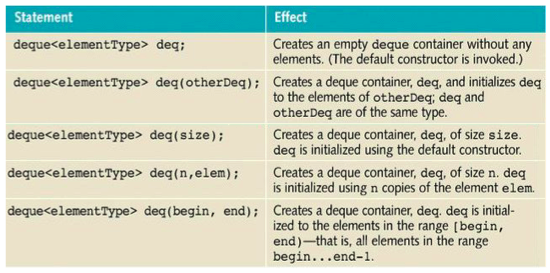 Statement Effect
deque<elementType> deq; Creates an empty deque container without any
elements. (The default constructor is invoked.)
deque<elementType> deq(otherDeq); Creates a deque container, deq, and initializes deq
to the elements of otherDeq; deq and
otherDeq are of the same type.
deque<elementType> deq(size); Creates a deque container, deq, of size size.
deq is initialized using the default constructor.
deque<elementType> deq(n,elem); Creates a deque container, deq, of size n. deq
is initialized using n copies of the element elem.
deque<elementType> deq(begin, end); Creates a deque container, deq. deq is initial-
ized to the elements in the range [begin,
end)—that is, all elements in the range
begin...end-1.